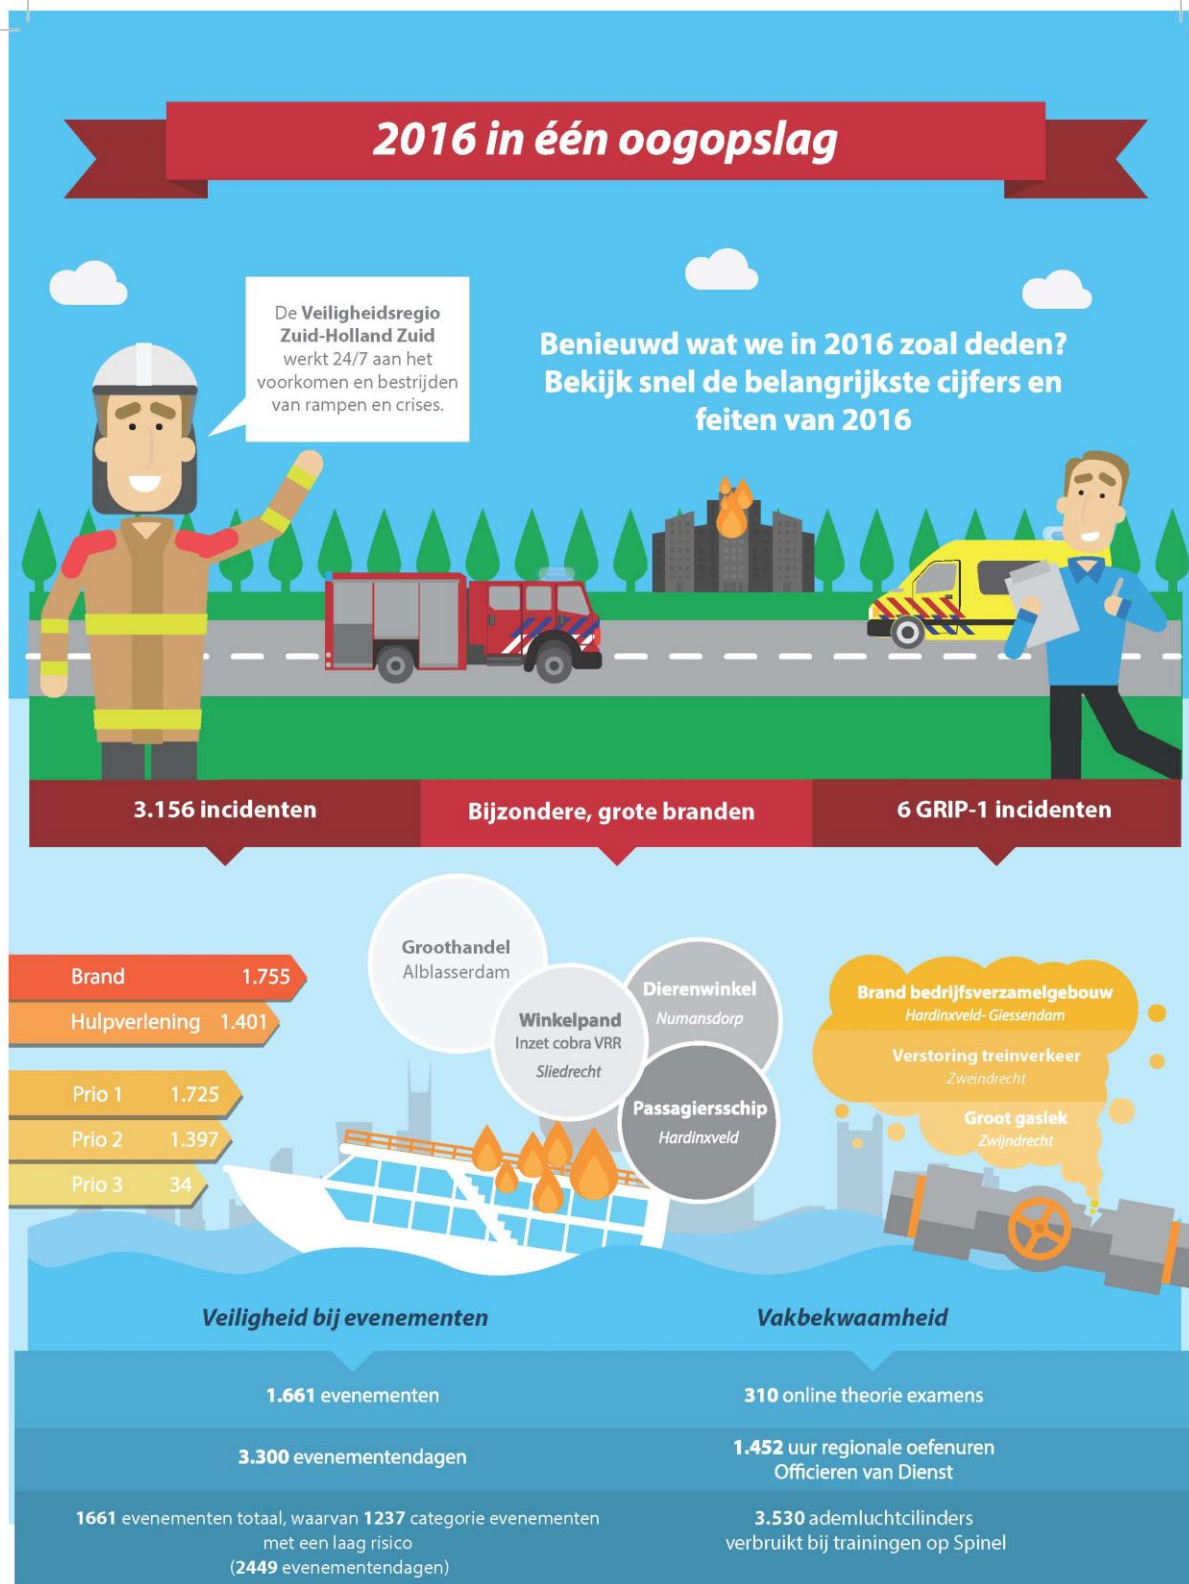 2016 in één oogopslag
De Veiligheidsregio
Zuid-Holland Zuid
werkt 24/7 aan het
voorkomen en bestrijden
van rampen en crises.
Benieuwd wat we in 2016 zoal deden?
Bekijk snel de belangrijkste cijfers en
feiten van 2016
3.156 incidenten
Bijzondere, grote branden
6 GRIP-1 incidenten
Brand 1.755
Hulpverlening 1.401
Prio 1 1.725
Prio 2 1.397
Prio 3 34
Groothandel
Alblasserdam
Winkelpand
Inzet cobra VRR
Sliedrecht
Dierenwinkel
Numansdorp
Passagiersschip
Hardinxveld
Brand bedrijfsverzamelgebouw
Hardinxveld- Giessendam
Verstoring treinverkeer
Zweindrecht
Groot gaslek
Zwijndrecht
Veiligheid bij evenementen
1.661 evenementen
3.300 evenementendagen
1661 evenementen totaal, waarvan 1237 categorie evenementen
met een laag risico
(2449 evenementendagen)
Vakbekwaamheid
310 online theorie examens
1.452 uur regionale oefenuren
Officieren van Dienst
3.530 ademluchtcilinders
verbruikt bij trainingen op Spinel